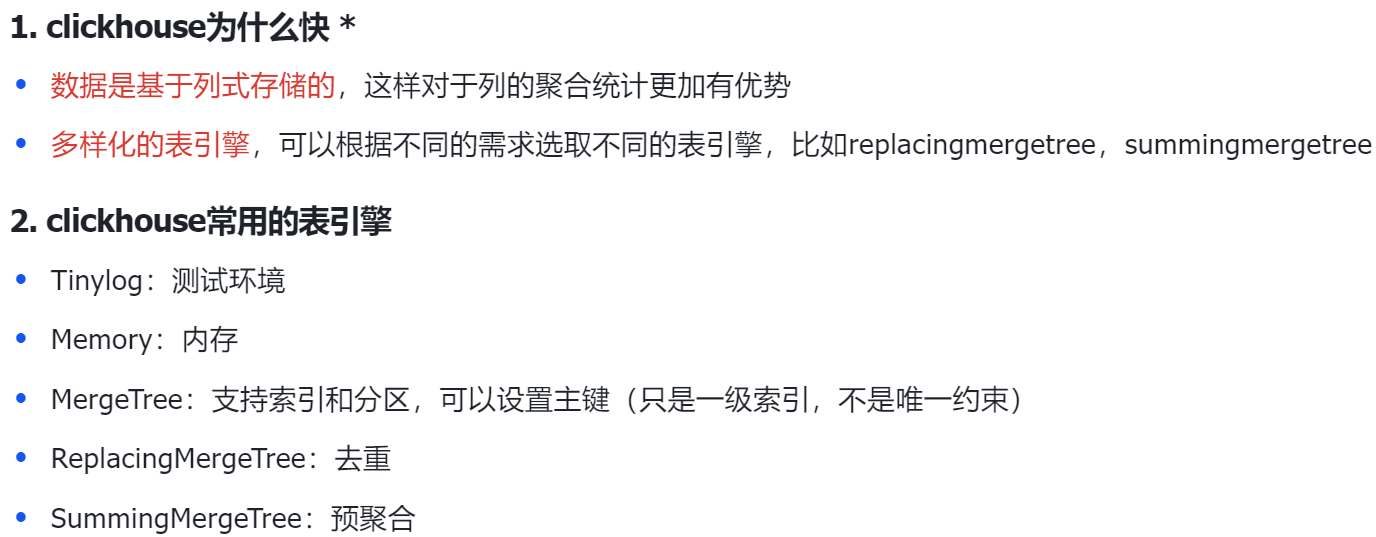 1. clickhouse为什么快 *
• 数据是基于列式存储的，这样对于列的聚合统计更加有优势
• 多样化的表引擎，可以根据不同的需求选取不同的表引擎，比如replacingmergetree，summingmergetree
2. clickhouse常用的表引擎
• Tinylog：测试环境
• Memory：内存
• MergeTree：支持索引和分区，可以设置主键（只是一级索引，不是唯一约束）
• ReplacingMergeTree：去重
• SummingMergeTree：预聚合